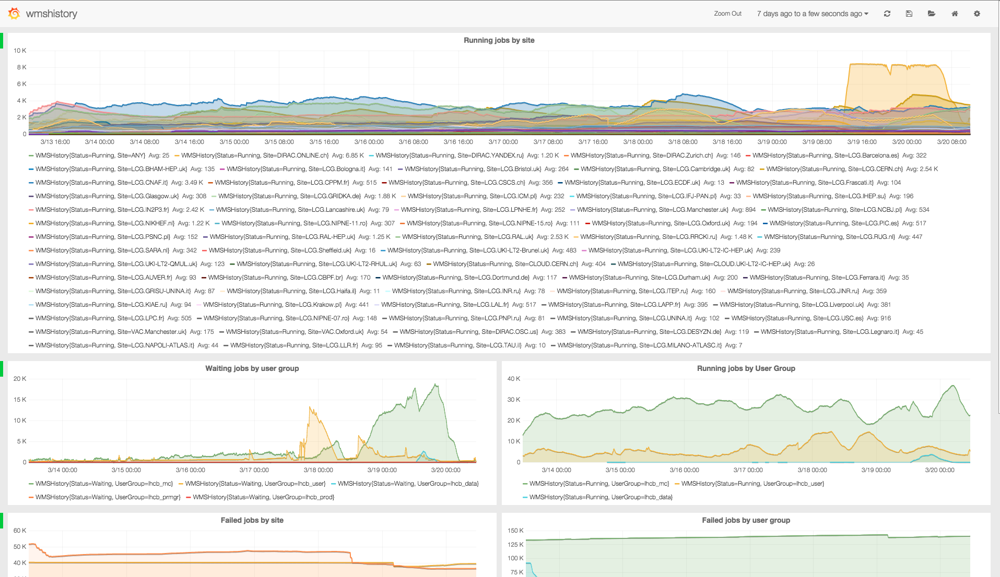 wmshistory
Zoom Out 7 days ago to a few seconds ago
Running jobs by site
10 K
8 K
6 K
4 K
2 K
0
3/13 16:00 3/14 00:00 3/14 08:00 3/14 16:00 3/15 00:00 3/15 08:00 3/15 16:00 3/16 00:00 3/16 08:00 3/16 16:00 3/17 00:00 3/17 08:00 3/17 16:00 3/18 00:00 3/18 08:00 3/18 16:00 3/19 00:00 3/19 08:00 3/19 16:00 3/20 00:00 3/20 08:00
WMSHistory{Status=Running, Site=ANY} Avg: 25 WMSHistory{Status=Running, Site=DIRAC.ONLINE.ch} Avg: 6.85 K WMSHistory{Status=Running, Site=DIRAC.YANDEX.ru} Avg: 1.20 K WMSHistory{Status=Running, Site=DIRAC.Zurich.ch} Avg: 146 WMSHistory{Status=Running, Site=LCG.Barcelona.es} Avg: 322
WMSHistory{Status=Running, Site=LCG.BHAM-HEP.uk} Avg: 135 WMSHistory{Status=Running, Site=LCG.Bologna.it} Avg: 141 WMSHistory{Status=Running, Site=LCG.Bristol.uk} Avg: 264 WMSHistory{Status=Running, Site=LCG.Cambridge.uk} Avg: 82 WMSHistory{Status=Running, Site=LCG.CERN.ch} Avg: 2.54 K
WMSHistory{Status=Running, Site=LCG.CNAF.it} Avg: 3.49 K WMSHistory{Status=Running, Site=LCG.CPPM.fr} Avg: 515 WMSHistory{Status=Running, Site=LCG.CSCS.ch} Avg: 356 WMSHistory{Status=Running, Site=LCG.ECDF.uk} Avg: 13 WMSHistory{Status=Running, Site=LCG.Frascati.it} Avg: 104
WMSHistory{Status=Running, Site=LCG.Glasgow.uk} Avg: 308 WMSHistory{Status=Running, Site=LCG.GRIDKA.de} Avg: 1.88 K WMSHistory{Status=Running, Site=LCG.ICM.pl} Avg: 232 WMSHistory{Status=Running, Site=LCG.IFJ-PAN.pl} Avg: 33 WMSHistory{Status=Running, Site=LCG.IHEP.su} Avg: 196
WMSHistory{Status=Running, Site=LCG.IN2P3.fr} Avg: 2.42 K WMSHistory{Status=Running, Site=LCG.Lancashire.uk} Avg: 79 WMSHistory{Status=Running, Site=LCG.LPNHE.fr} Avg: 252 WMSHistory{Status=Running, Site=LCG.Manchester.uk} Avg: 894 WMSHistory{Status=Running, Site=LCG.NCBJ.pl} Avg: 534
WMSHistory{Status=Running, Site=LCG.NIKHEF.nl} Avg: 1.22 K WMSHistory{Status=Running, Site=LCG.NIPNE-11.ro} Avg: 307 WMSHistory{Status=Running, Site=LCG.NIPNE-15.ro} Avg: 111 WMSHistory{Status=Running, Site=LCG.Oxford.uk} Avg: 194 WMSHistory{Status=Running, Site=LCG.PIC.es} Avg: 517
WMSHistory{Status=Running, Site=LCG.PSNC.pl} Avg: 152 WMSHistory{Status=Running, Site=LCG.RAL-HEP.uk} Avg: 1.25 K WMSHistory{Status=Running, Site=LCG.RAL.uk} Avg: 2.53 K WMSHistory{Status=Running, Site=LCG.RRCKI.ru} Avg: 1.48 K WMSHistory{Status=Running, Site=LCG.RUG.nl} Avg: 447
WMSHistory{Status=Running, Site=LCG.SARA.nl} Avg: 342 WMSHistory{Status=Running, Site=LCG.Sheffield.uk} Avg: 16 WMSHistory{Status=Running, Site=LCG.UKI-LT2-Brunel.uk} Avg: 483 WMSHistory{Status=Running, Site=LCG.UKI-LT2-IC-HEP.uk} Avg: 239
WMSHistory{Status=Running, Site=LCG.UKI-LT2-QMUL.uk} Avg: 123 WMSHistory{Status=Running, Site=LCG.UKI-LT2-RHUL.uk} Avg: 63 WMSHistory{Status=Running, Site=CLOUD.CERN.ch} Avg: 404 WMSHistory{Status=Running, Site=CLOUD.UKI-LT2-IC-HEP.uk} Avg: 26
WMSHistory{Status=Running, Site=LCG.AUVER.fr} Avg: 93 WMSHistory{Status=Running, Site=LCG.CBPF.br} Avg: 170 WMSHistory{Status=Running, Site=LCG.Dortmund.de} Avg: 117 WMSHistory{Status=Running, Site=LCG.Durham.uk} Avg: 200 WMSHistory{Status=Running, Site=LCG.Ferrara.it} Avg: 35
WMSHistory{Status=Running, Site=LCG.GRISU-UNINA.it} Avg: 87 WMSHistory{Status=Running, Site=LCG.Haifa.il} Avg: 11 WMSHistory{Status=Running, Site=LCG.INR.ru} Avg: 78 WMSHistory{Status=Running, Site=LCG.ITEP.ru} Avg: 160 WMSHistory{Status=Running, Site=LCG.JINR.ru} Avg: 359
WMSHistory{Status=Running, Site=LCG.KIAE.ru} Avg: 94 WMSHistory{Status=Running, Site=LCG.Krakow.pl} Avg: 441 WMSHistory{Status=Running, Site=LCG.LAL.fr} Avg: 517 WMSHistory{Status=Running, Site=LCG.LAPP.fr} Avg: 395 WMSHistory{Status=Running, Site=LCG.Liverpool.uk} Avg: 381
WMSHistory{Status=Running, Site=LCG.LPC.fr} Avg: 505 WMSHistory{Status=Running, Site=LCG.NIPNE-07.ro} Avg: 148 WMSHistory{Status=Running, Site=LCG.PNPI.ru} Avg: 81 WMSHistory{Status=Running, Site=LCG.UNINA.it} Avg: 102 WMSHistory{Status=Running, Site=LCG.USC.es} Avg: 916
WMSHistory{Status=Running, Site=VAC.Manchester.uk} Avg: 175 WMSHistory{Status=Running, Site=VAC.Oxford.uk} Avg: 54 WMSHistory{Status=Running, Site=DIRAC.OSC.us} Avg: 383 WMSHistory{Status=Running, Site=LCG.DESYZN.de} Avg: 119 WMSHistory{Status=Running, Site=LCG.Legnaro.it} Avg: 45
WMSHistory{Status=Running, Site=LCG.NAPOLI-ATLAS.it} Avg: 44 WMSHistory{Status=Running, Site=LCG.LLR.fr} Avg: 95 WMSHistory{Status=Running, Site=LCG.TAU.il} Avg: 10 WMSHistory{Status=Running, Site=LCG.MILANO-ATLASC.it} Avg: 7
Waiting jobs by user group
20 K
15 K
10 K
5 K
0
3/14 00:00 3/15 00:00 3/16 00:00 3/17 00:00 3/18 00:00 3/19 00:00 3/20 00:00
WMSHistory{Status=Waiting, UserGroup=lhcb_mc} WMSHistory{Status=Waiting, UserGroup=lhcb_user} WMSHistory{Status=Waiting, UserGroup=lhcb_data}
WMSHistory{Status=Waiting, UserGroup=lhcb_prmgr} WMSHistory{Status=Waiting, UserGroup=lhcb_prod}
Running jobs by User Group
40 K
30 K
20 K
10 K
0
3/14 00:00 3/15 00:00 3/16 00:00 3/17 00:00 3/18 00:00 3/19 00:00 3/20 00:00
WMSHistory{Status=Running, UserGroup=lhcb_mc} WMSHistory{Status=Running, UserGroup=lhcb_user}
WMSHistory{Status=Running, UserGroup=lhcb_data}
Failed jobs by site
60 K
50 K
40 K
Failed jobs by user group
150 K
125 K
100 K
75 K